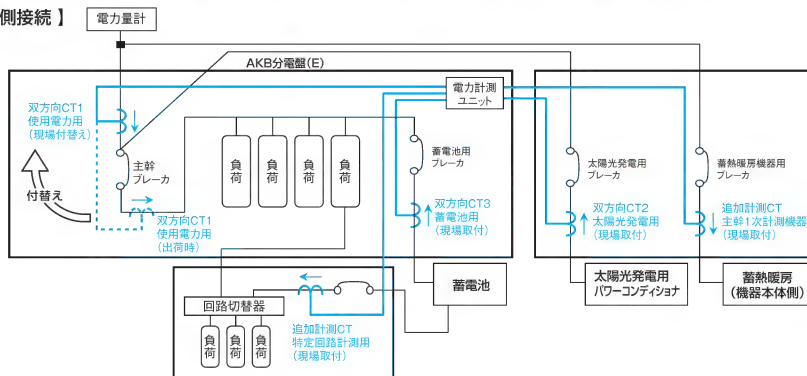 側接続 】
電力量計
AKB分電盤(E)
電力計測
ユニット
双方向CT1
使用電力用
(現場付替え)
主幹
ブレーカ
付替え
双方向CT1
使用電力用
(出荷時)
負荷
負荷
負荷
負荷
蓄電池用
ブレーカ
双方向CT3
蓄電池用
(現場取付)
太陽光発電用
ブレーカ
双方向CT2
太陽光発電用
(現場取付)
蓄熱暖房機器用
ブレーカ
追加計測CT
主幹1次計測機器
(現場取付)
蓄電池
太陽光発電用
パワーコンディショナ
蓄熱暖房
(機器本体側)
回路切替器
負荷
負荷
負荷
追加計測CT
特定回路計測用
(現場取付)